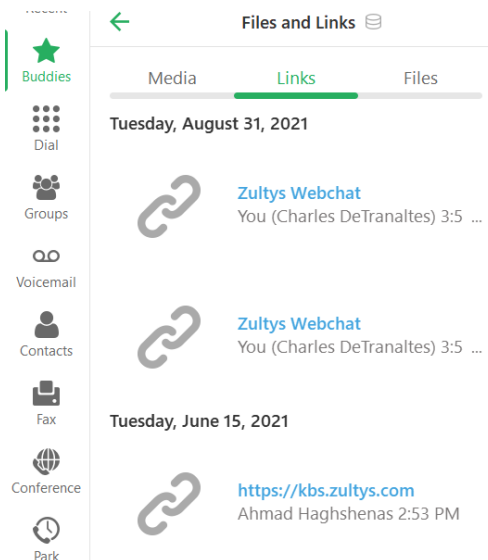 Files and Links
Buddies
Dial
Groups
Voicemail
Contacts
Fax
Conference
Park
Media
Links
Files
Tuesday, August 31, 2021
Zultys Webchat
You (Charles DeTranaltes) 3:5 ...
Zultys Webchat
You (Charles DeTranaltes) 3:5 ...
Tuesday, June 15, 2021
https://kbs.zultys.com
Ahmad Haghshenas 2:53 PM